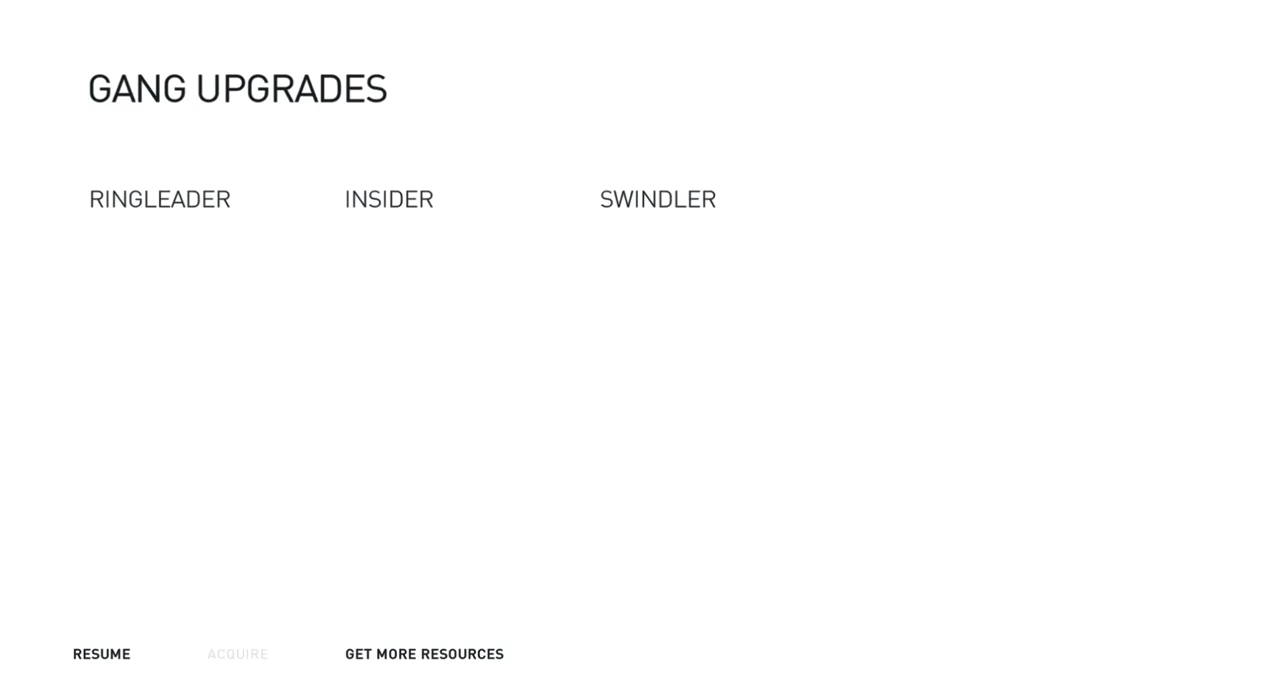 GANG UPGRADES
RINGLEADER INSIDER SWINDLER
RESUME ACQUIRE GET MORE RESOURCES